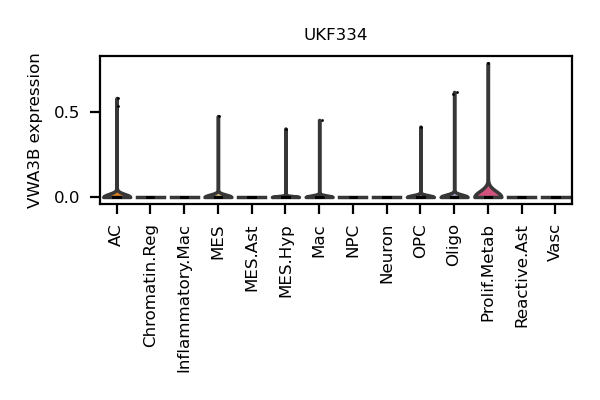 UKF334
VWA3B expression
0.5
0.0
AC
Chromatin.Reg
Inflammatory.Mac
MES
MES.Ast
MES.Hyp
Mac
NPC
Neuron
OPC
Oligo
Prolif.Metab
Reactive.Ast
Vasc